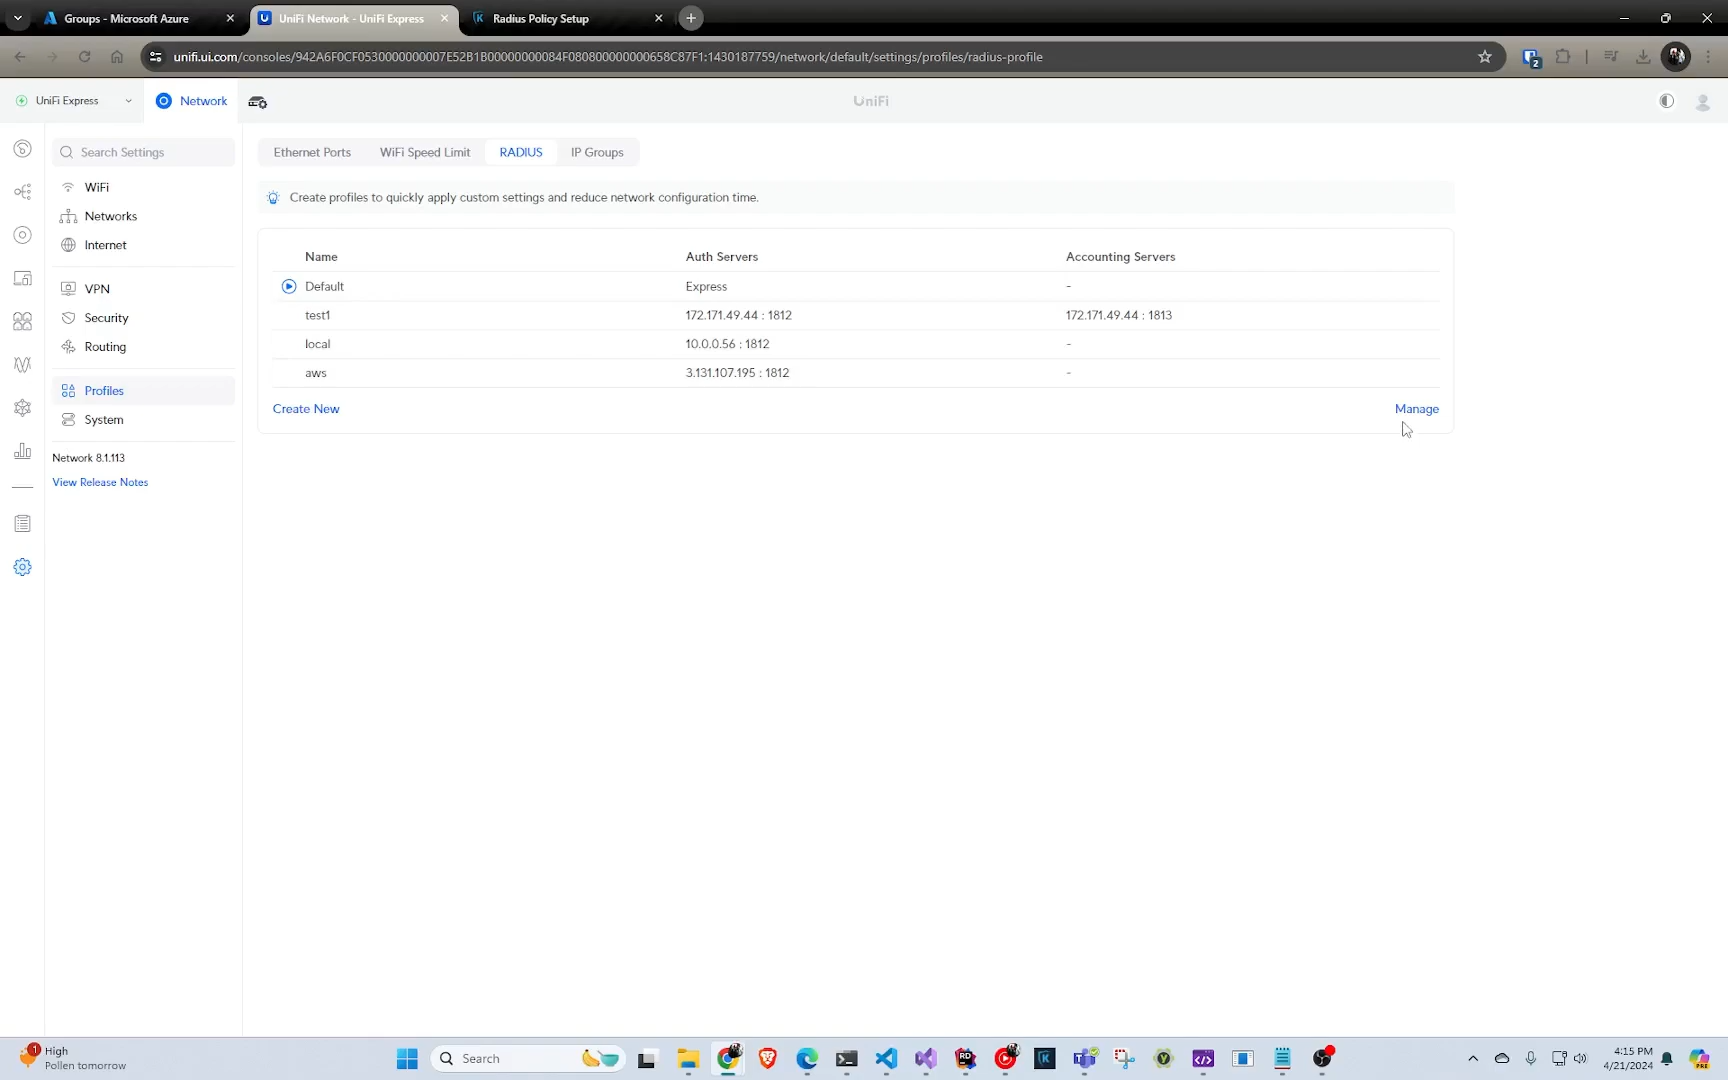 Groups - Microsoft Azure
UniFi Network - UniFi Express
Radius Policy Setup
unifi.ui.com/consoles/942A6F0CF0530000000007E52B1B00000000084F080800000000658C87F1:1430187759/network/default/settings/profiles/radius-profile
2
UniFi Express
Network
UniFi
Search Settings
WiFi
Networks
Internet
VPN
Security
Routing
Profiles
System
Network 8.1.113
View Release Notes
Ethernet Ports WiFi Speed Limit RADIUS IP Groups
Create profiles to quickly apply custom settings and reduce network configuration time.
Name Auth Servers Accounting Servers
Default Express -
test1 172.171.49.44 : 1812 172.171.49.44 : 1813
local 10.0.0.56 : 1812 -
aws 3.131.107.195 : 1812 -
Create New Manage
1
High
Pollen tomorrow
Search
RD
K
Y
PRE
4:15 PM
4/21/2024